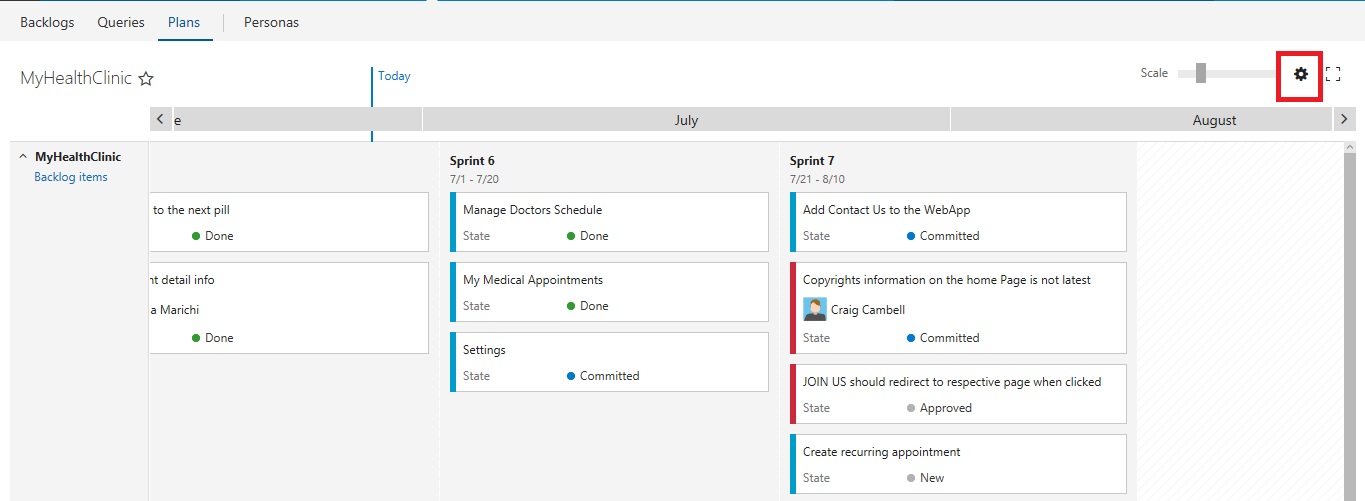 Backlogs Queries Plans Personas
MyHealthClinic
Today
Scale
e July August
MyHealthClinic
Backlog items
to the next pill
Done
nt detail info
a Marichi
Done
Sprint 6
7/1 - 7/20
Manage Doctors Schedule
State Done
My Medical Appointments
State Done
Settings
State Committed
Sprint 7
7/21 - 8/10
Add Contact Us to the WebApp
State Committed
Copyrights information on the home Page is not latest
Craig Cambell
State Committed
JOIN US should redirect to respective page when clicked
State Approved
Create recurring appointment
State New